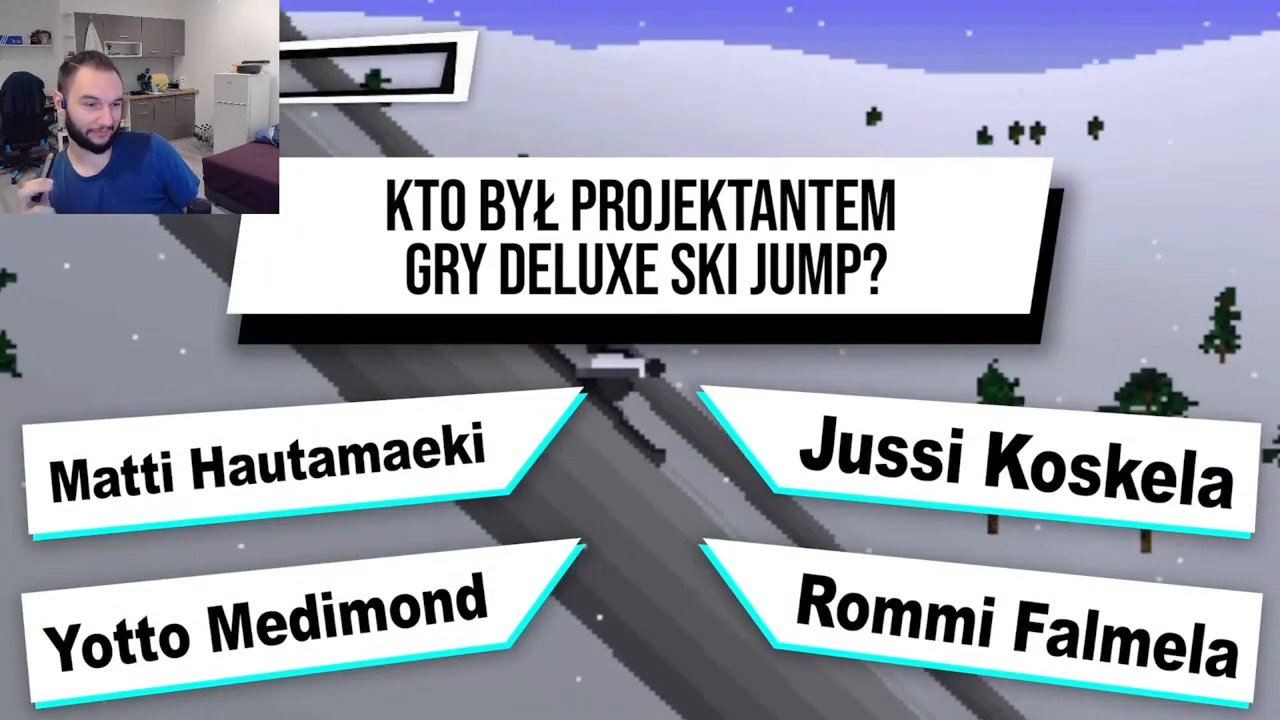 KTO BYŁ PROJEKTANTEM
GRY DELUXE SKI JUMP?
Matti Hautamaeki
Jussi Koskela
Yotto Medimond
Rommi Falmela